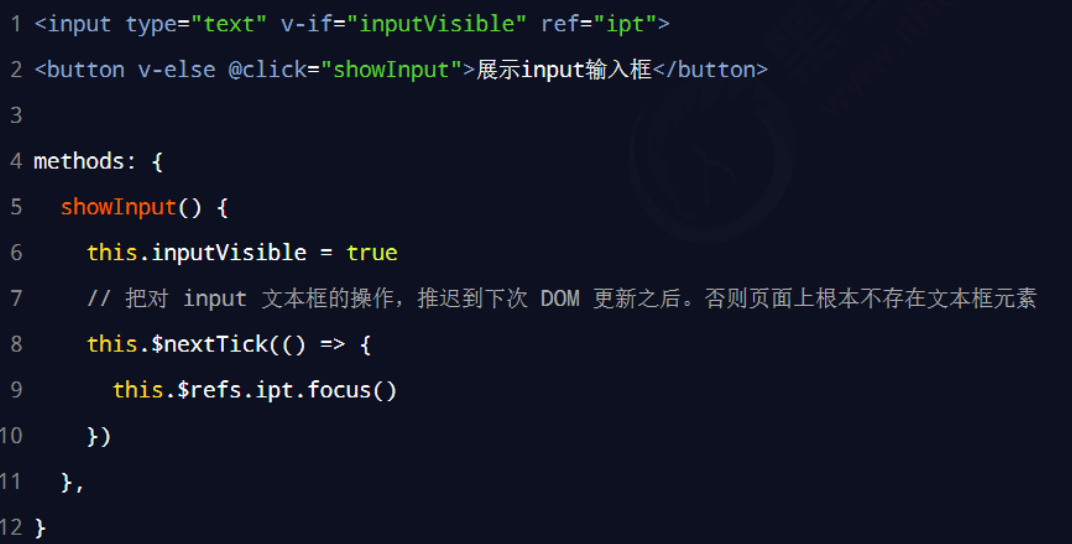 1 <input type="text" v-if="inputVisible" ref="ipt">
2 <button v-else @click="showInput">展示input输入框</button>
3
4 methods: {
5   showInput() {
6     this.inputVisible = true
7     // 把对 input 文本框的操作，推迟到下次 DOM 更新之后。否则页面上根本不存在文本框元素
8     this.$nextTick(() => {
9       this.$refs.ipt.focus()
10     })
11   },
12 }